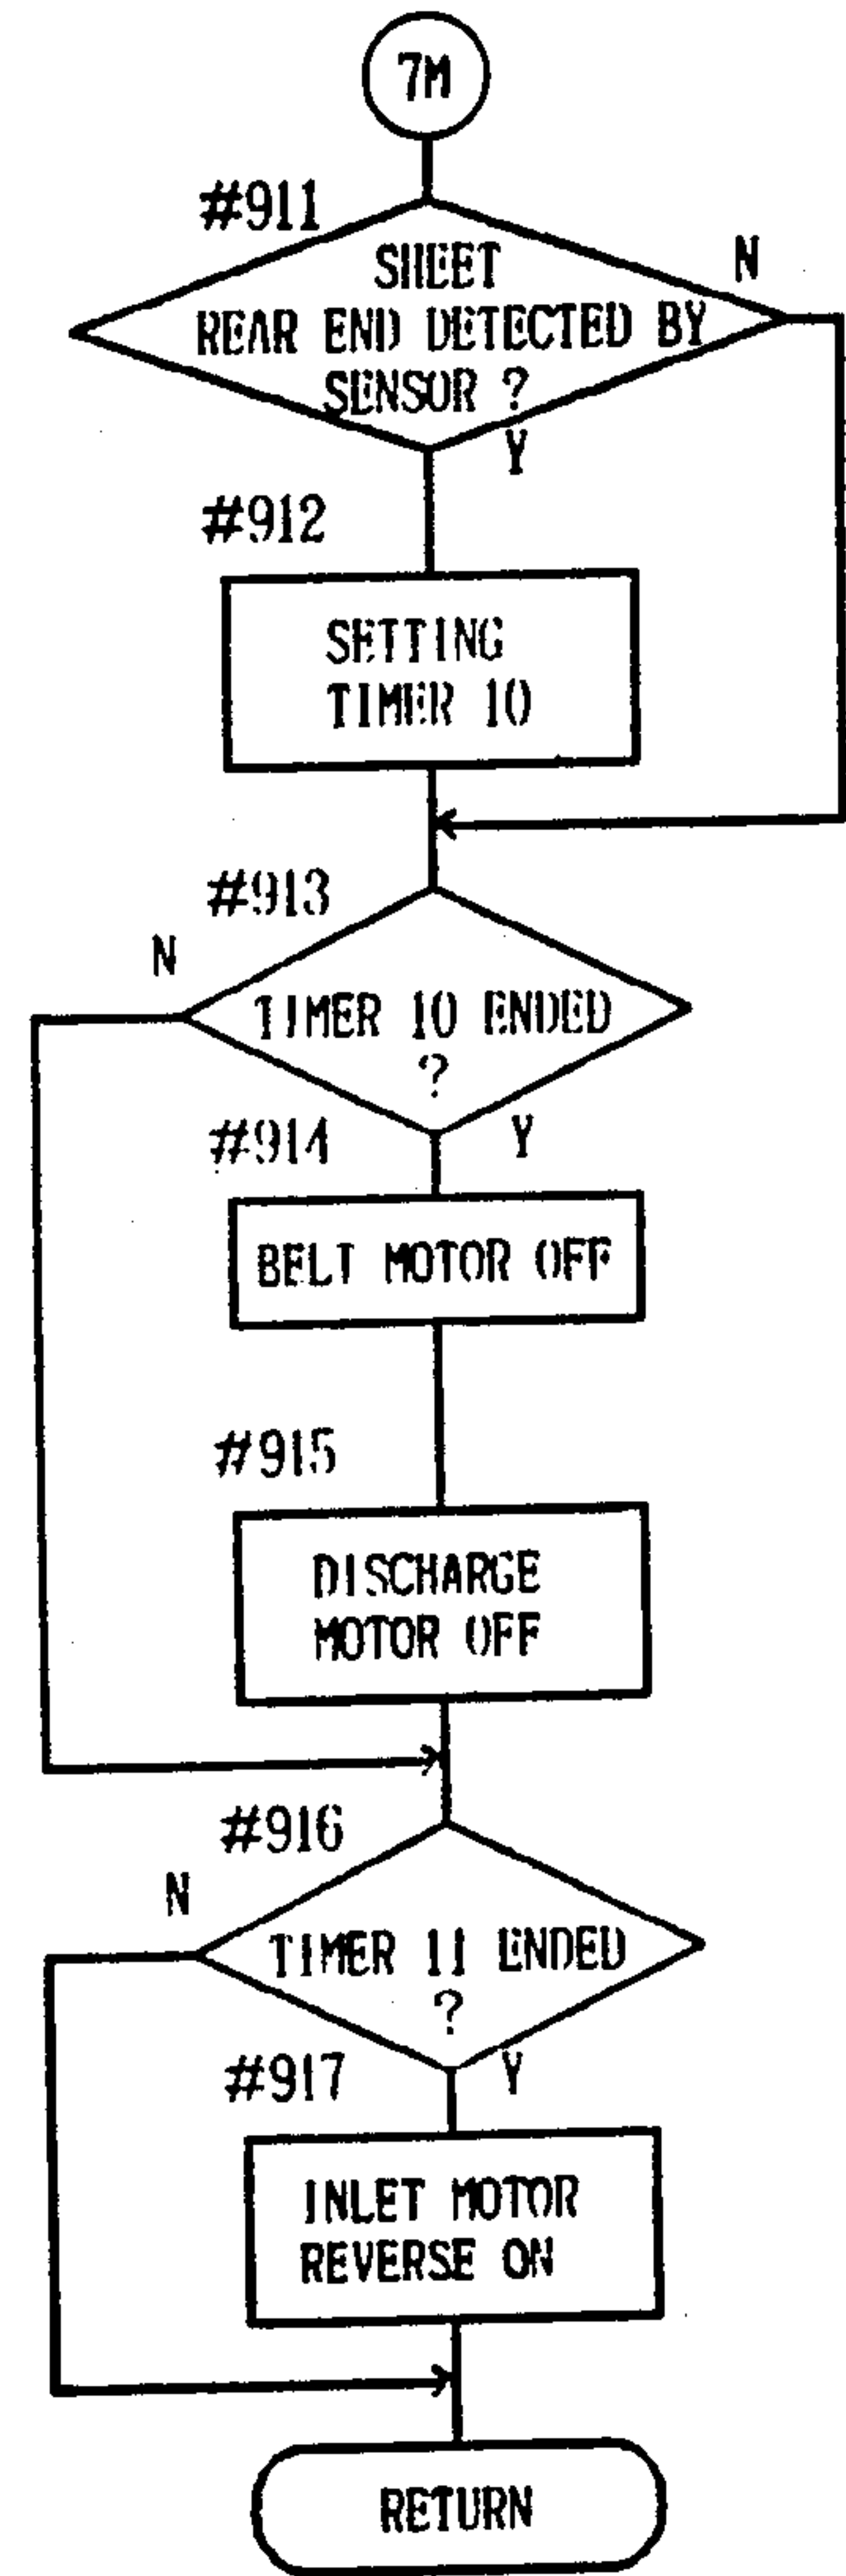 7M
#911
SHEET
N
REAR END DETECTED BY
SENSOR ?
Y
#912
SETTING
TIMER 10
#913
N
TIMER 10 ENDED
?
#914
Y
BELT MOTOR OFF
#915
DISCHARGE
MOTOR OFF
#916
N
TIMER 11 ENDED
?
#917
Y
INLET MOTOR
REVERSE ON
RETURN